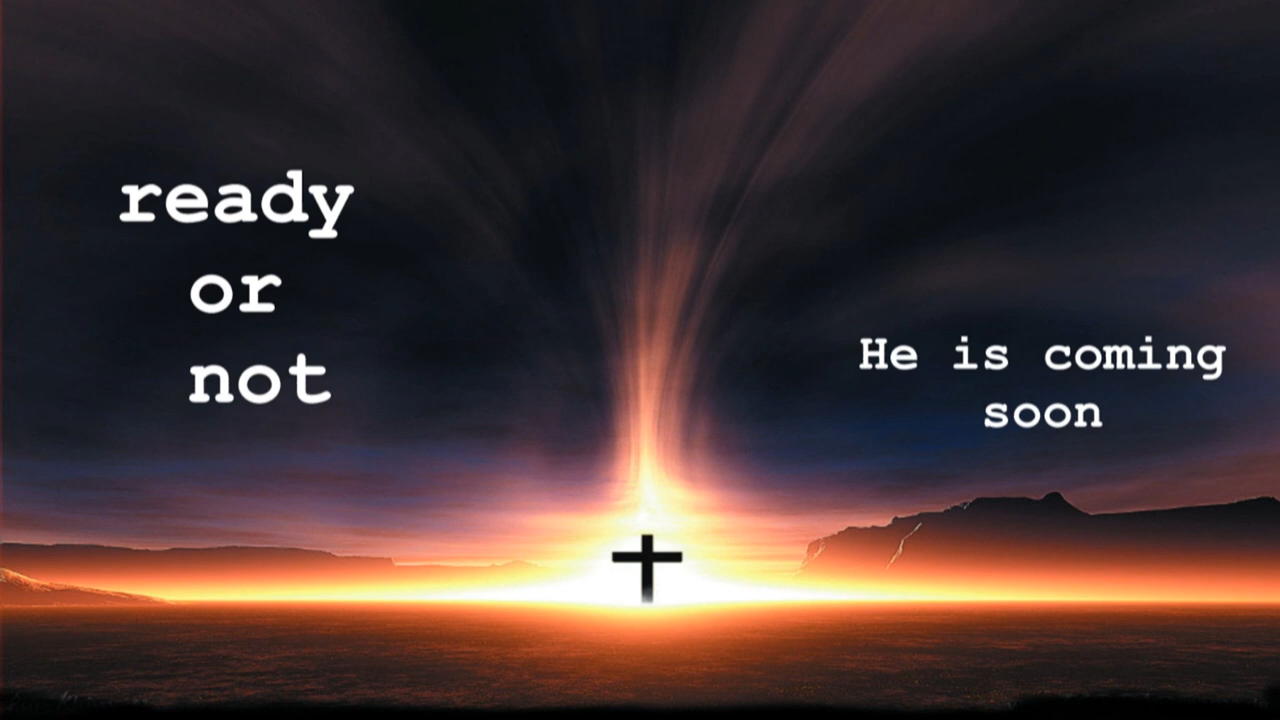 ready
or
not
He is coming
soon